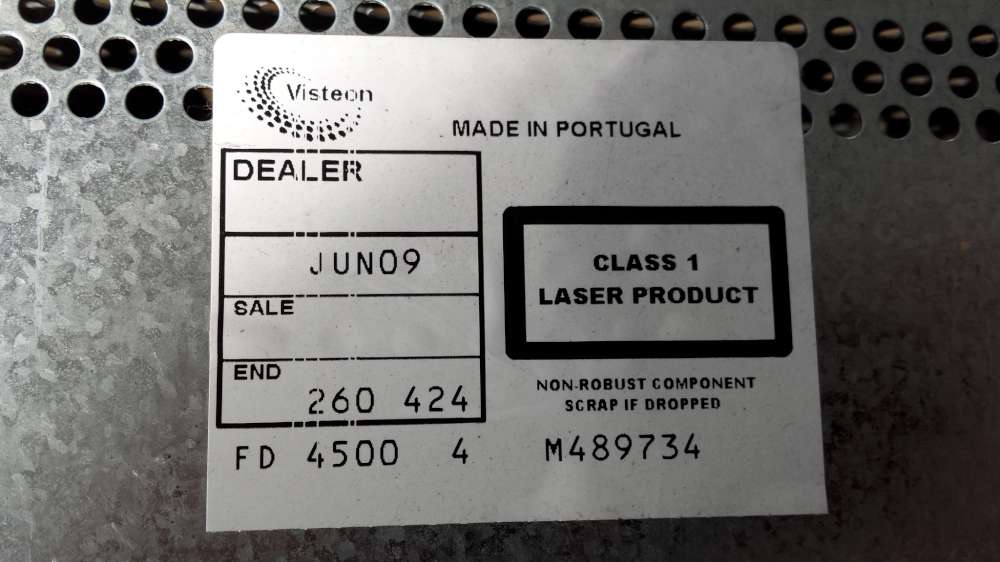 Visteon
MADE IN PORTUGAL
DEALER
JUN09
SALE
END
260 424
FD 4500 4
CLASS 1
LASER PRODUCT
NON-ROBUST COMPONENT
SCRAP IF DROPPED
M489734